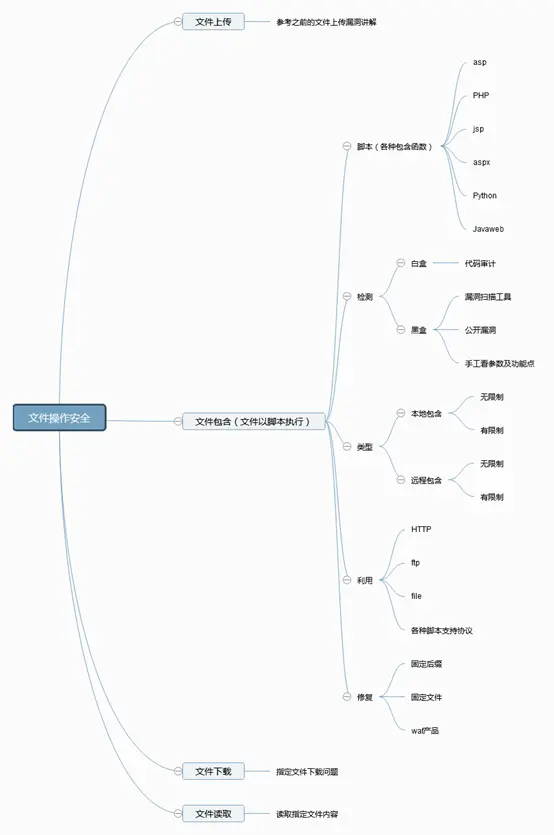 文件操作安全
文件上传
参考之前的文件上传漏洞讲解
文件包含（文件以脚本执行）
脚本（各种包含函数）
asp
PHP
jsp
aspx
Python
Javaweb
检测
白盒
代码审计
黑盒
漏洞扫描工具
公开漏洞
手工看参数及功能点
类型
本地包含
无限制
有限制
远程包含
无限制
有限制
利用
HTTP
ftp
file
各种脚本支持协议
修复
固定后缀
固定文件
waf产品
文件下载
指定文件下载问题
文件读取
读取指定文件内容